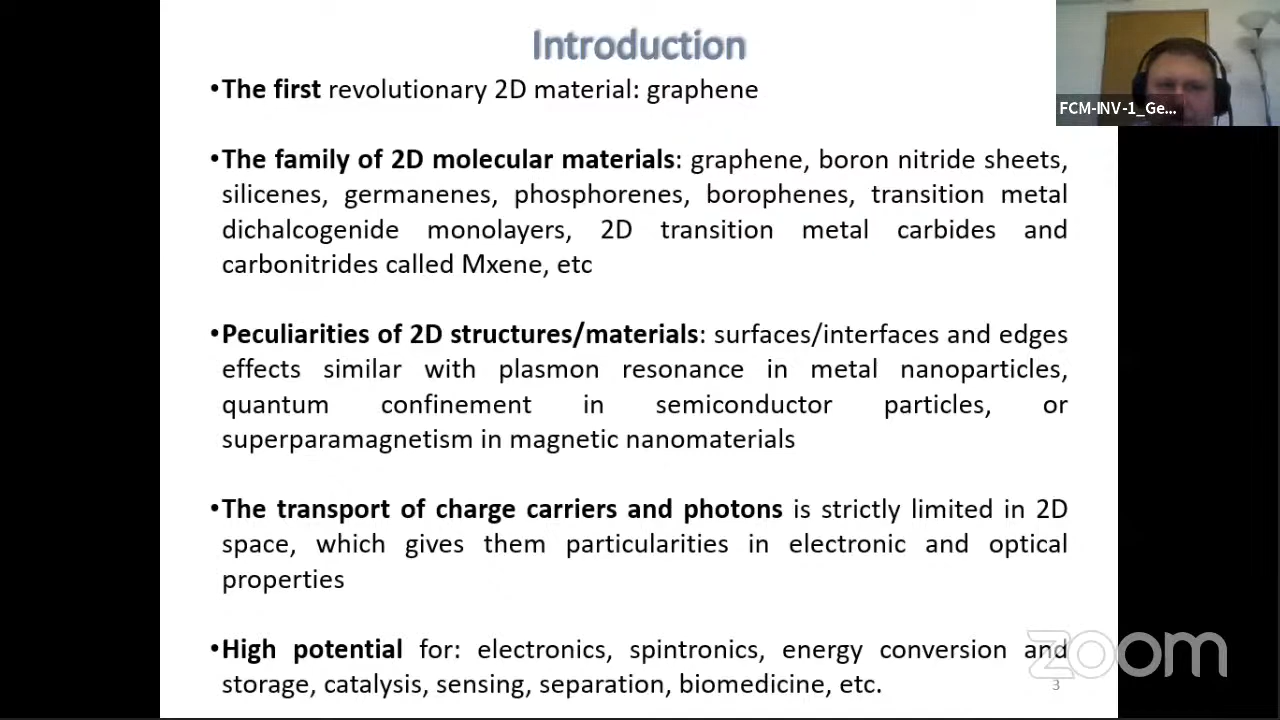 Introduction
•The first revolutionary 2D material: graphene
•The family of 2D molecular materials: graphene, boron nitride sheets,
silicenes, germanenes, phosphorenes, borophenes, transition metal
dichalcogenide monolayers, 2D transition metal carbides and
carbonitrides called Mxene, etc
•Peculiarities of 2D structures/materials: surfaces/interfaces and edges
effects similar with plasmon resonance in metal nanoparticles,
quantum confinement in semiconductor particles, or
superparamagnetism in magnetic nanomaterials
•The transport of charge carriers and photons is strictly limited in 2D
space, which gives them particularities in electronic and optical
properties
•High potential for: electronics, spintronics, energy conversion and
storage, catalysis, sensing, separation, biomedicine, etc.
3
FCM-INV-1_Ge...
zoom